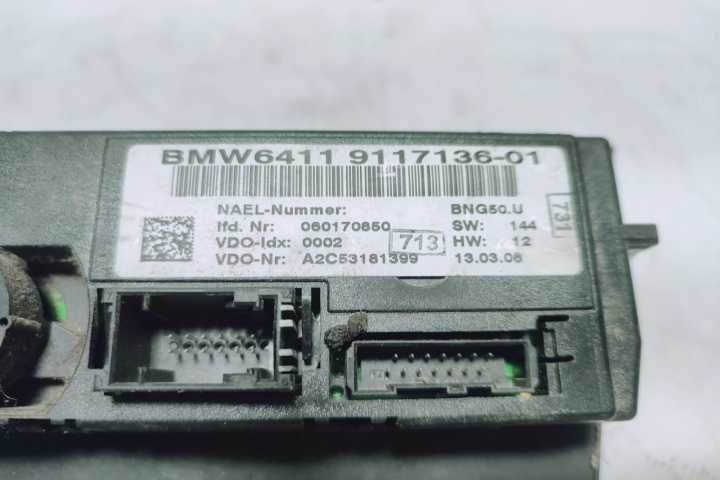 BMW6411 9117136-01
NAEL-Nummer: BNG50.U
lfd. Nr: 060170850 SW: 144
VDO-Idx: 0002 713 HW: 12
VDO-Nr: A2C53181399 13.03.06
731